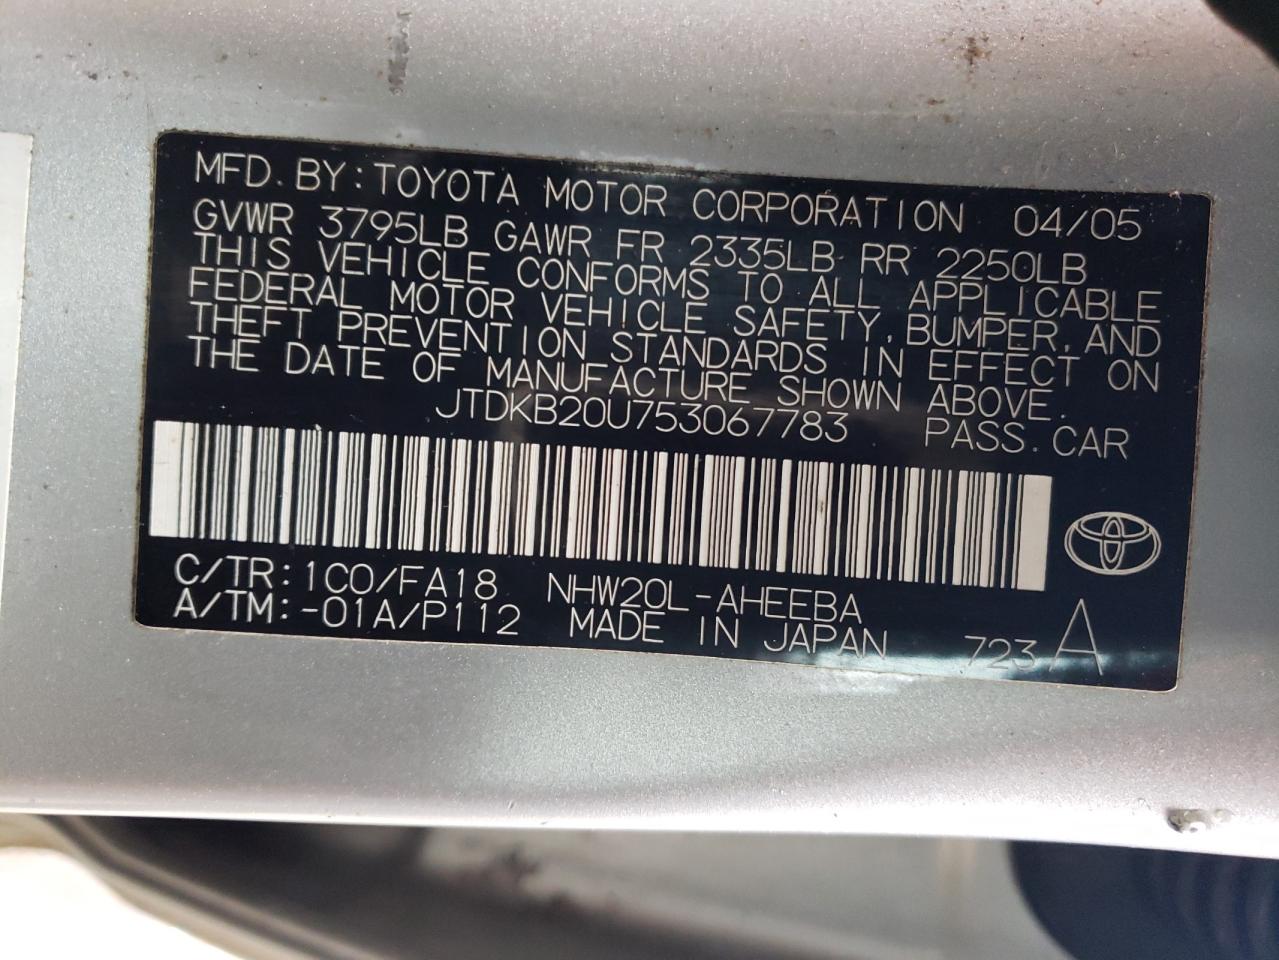 MFD. BY: TOYOTA MOTOR CORPORATION 04/05
GVWR 3795LB GAWR FR 2335LB RR 2250LB
THIS VEHICLE CONFORMS TO ALL APPLICABLE
FEDERAL MOTOR VEHICLE SAFETY, BUMPER, AND
THEFT PREVENTION STANDARDS IN EFFECT ON
THE DATE OF MANUFACTURE SHOWN ABOVE.
JTDKB20U753067783 PASS. CAR
C/TR: 1C0/FA18 NHW20L-AHEEBA
A/TM: -01A/P112 MADE IN JAPAN 723 A